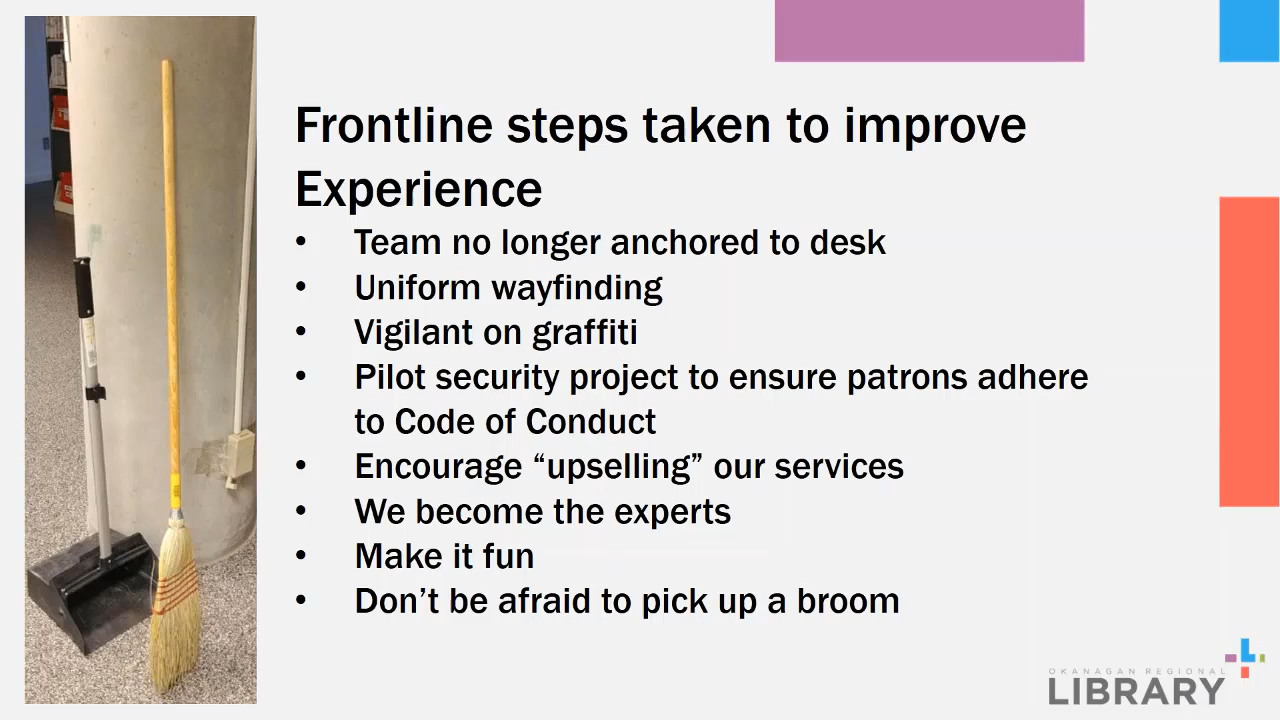 Frontline steps taken to improve
Experience
• Team no longer anchored to desk
• Uniform wayfinding
• Vigilant on graffiti
• Pilot security project to ensure patrons adhere
to Code of Conduct
• Encourage “upselling” our services
• We become the experts
• Make it fun
• Don’t be afraid to pick up a broom
OKANAGAN REGIONAL
LIBRARY